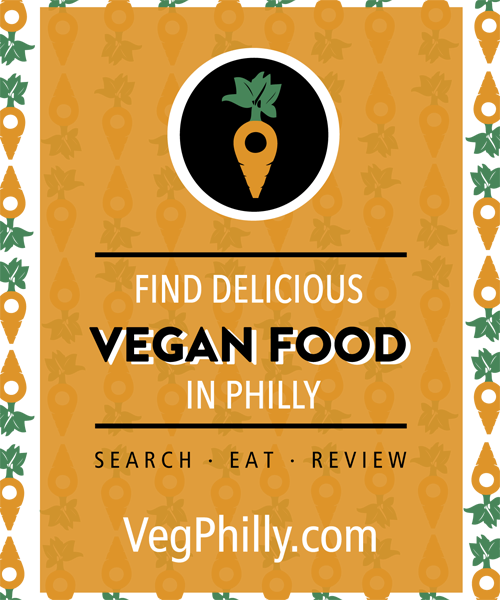 FIND DELICIOUS
VEGAN FOOD
IN PHILLY
SEARCH · EAT · REVIEW
VegPhilly.com